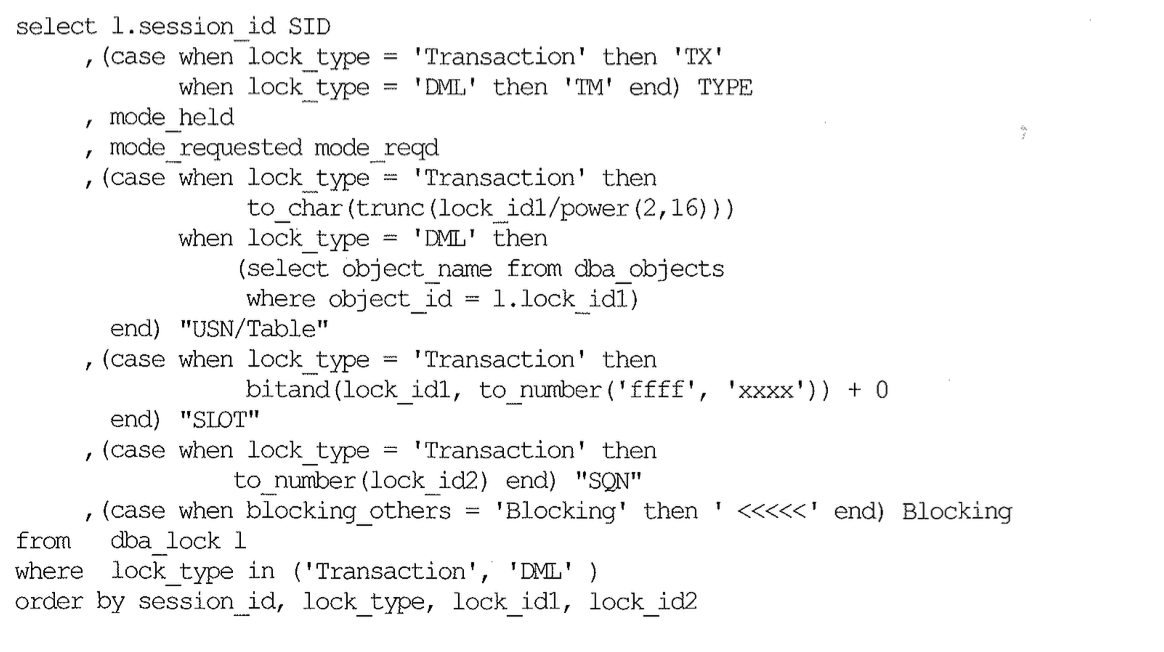 select l.session_id SID
     ,(case when lock_type = 'Transaction' then 'TX'
            when lock_type = 'DML' then 'TM' end) TYPE
     , mode_held
     , mode_requested mode_reqd
     ,(case when lock_type = 'Transaction' then
                 to_char(trunc(lock_id1/power(2,16)))
            when lock_type = 'DML' then
                (select object_name from dba_objects
                 where object_id = l.lock_id1)
       end) "USN/Table"
     ,(case when lock_type = 'Transaction' then
                 bitand(lock_id1, to_number('ffff', 'xxxx')) + 0
       end) "SLOT"
     ,(case when lock_type = 'Transaction' then
                to_number(lock_id2) end) "SQN"
     ,(case when blocking_others = 'Blocking' then ' <<<<<' end) Blocking
from   dba_lock l
where  lock_type in ('Transaction', 'DML' )
order by session_id, lock_type, lock_id1, lock_id2